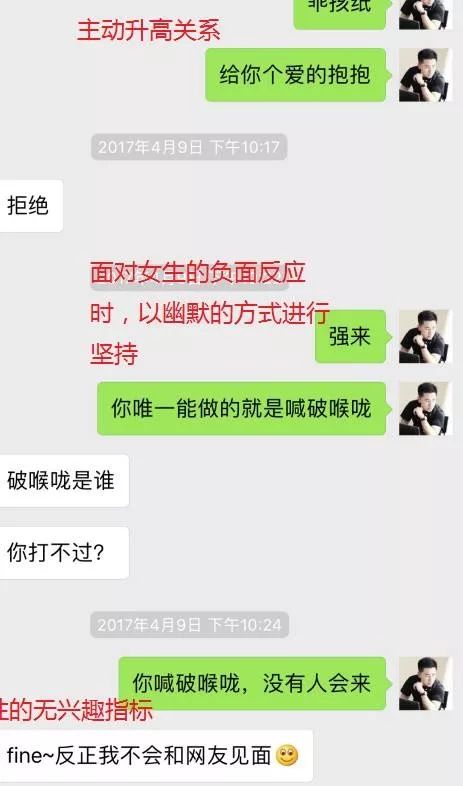 乖孩纸
主动升高关系
给你个爱的抱抱
2017年4月9日 下午10:17
拒绝
面对女生的负面反应
时，以幽默的方式进行
坚持
强来
你唯一能做的就是喊破喉咙
破喉咙是谁
你打不过？
2017年4月9日 下午10:24
你喊破喉咙，没有人会来
性的无兴趣指标
fine~反正我不会和网友见面